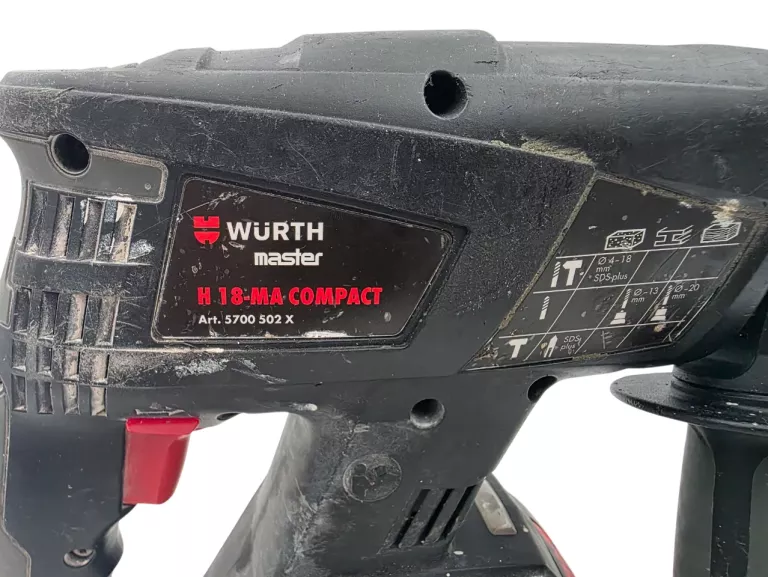 WÜRTH
master
H 18-MA COMPACT
Art. 5700 502 X
Ø 4–18
mm
SDS-plus
Ø –13
mm
Ø –20
mm
SDS
plus